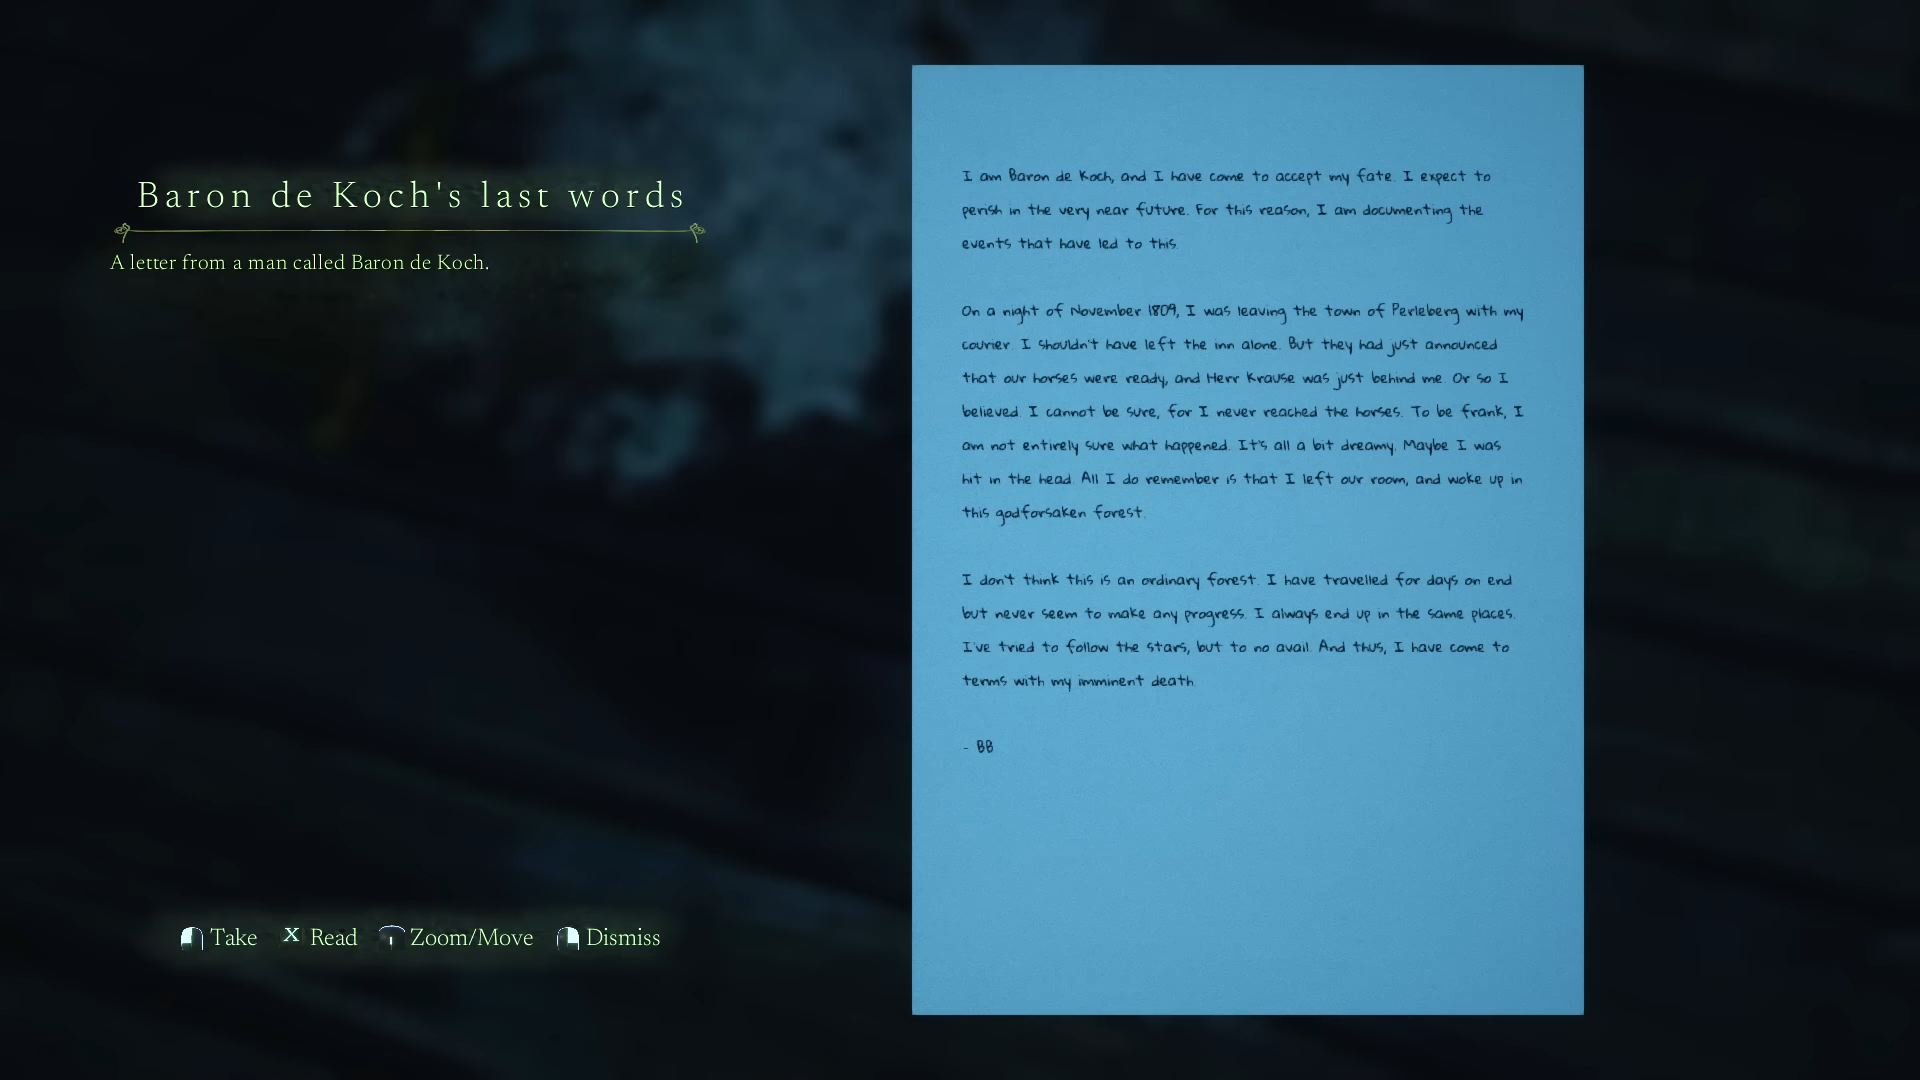 Baron de Koch's last words
A letter from a man called Baron de Koch.
I am Baron de Koch, and I have come to accept my fate. I expect to
perish in the very near future. For this reason, I am documenting the
events that have led to this.
On a night of November 1809, I was leaving the town of Perleberg with my
courier. I shouldn't have left the inn alone. But they had just announced
that our horses were ready, and Herr Krause was just behind me. Or so I
believed. I cannot be sure, for I never reached the horses. To be frank, I
am not entirely sure what happened. It's all a bit dreamy. Maybe I was
hit in the head. All I do remember is that I left our room, and woke up in
this godforsaken forest.
I don't think this is an ordinary forest. I have travelled for days on end
but never seem to make any progress. I always end up in the same places.
I've tried to follow the stars, but to no avail. And thus, I have come to
terms with my imminent death.
- BB
Take X Read Zoom/Move Dismiss